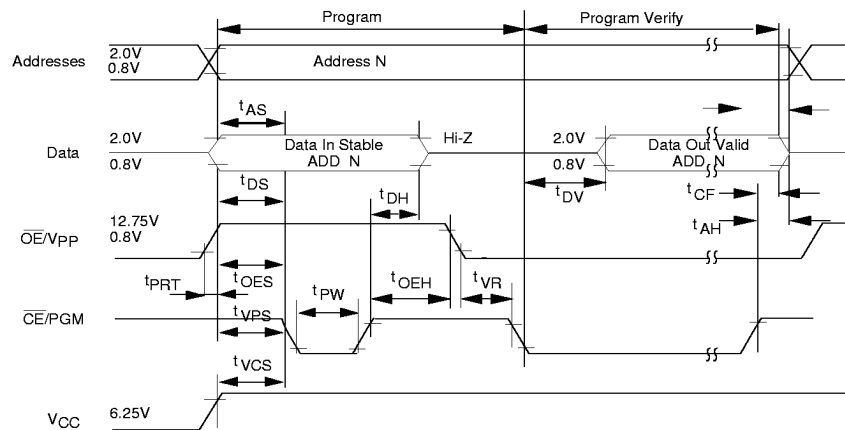 Program
Program Verify
Addresses
2.0V
0.8V
Address N
tAS
Data
2.0V
0.8V
Data In Stable
ADD N
Hi-Z
2.0V
0.8V
Data Out Valid
ADD N
tDS
tDH
tDV
tCF
tAH
OE/VPP
12.75V
0.8V
tPRT
tOES
tPW
tOEH
tVR
CE/PGM
tVPS
tVCS
VCC
6.25V